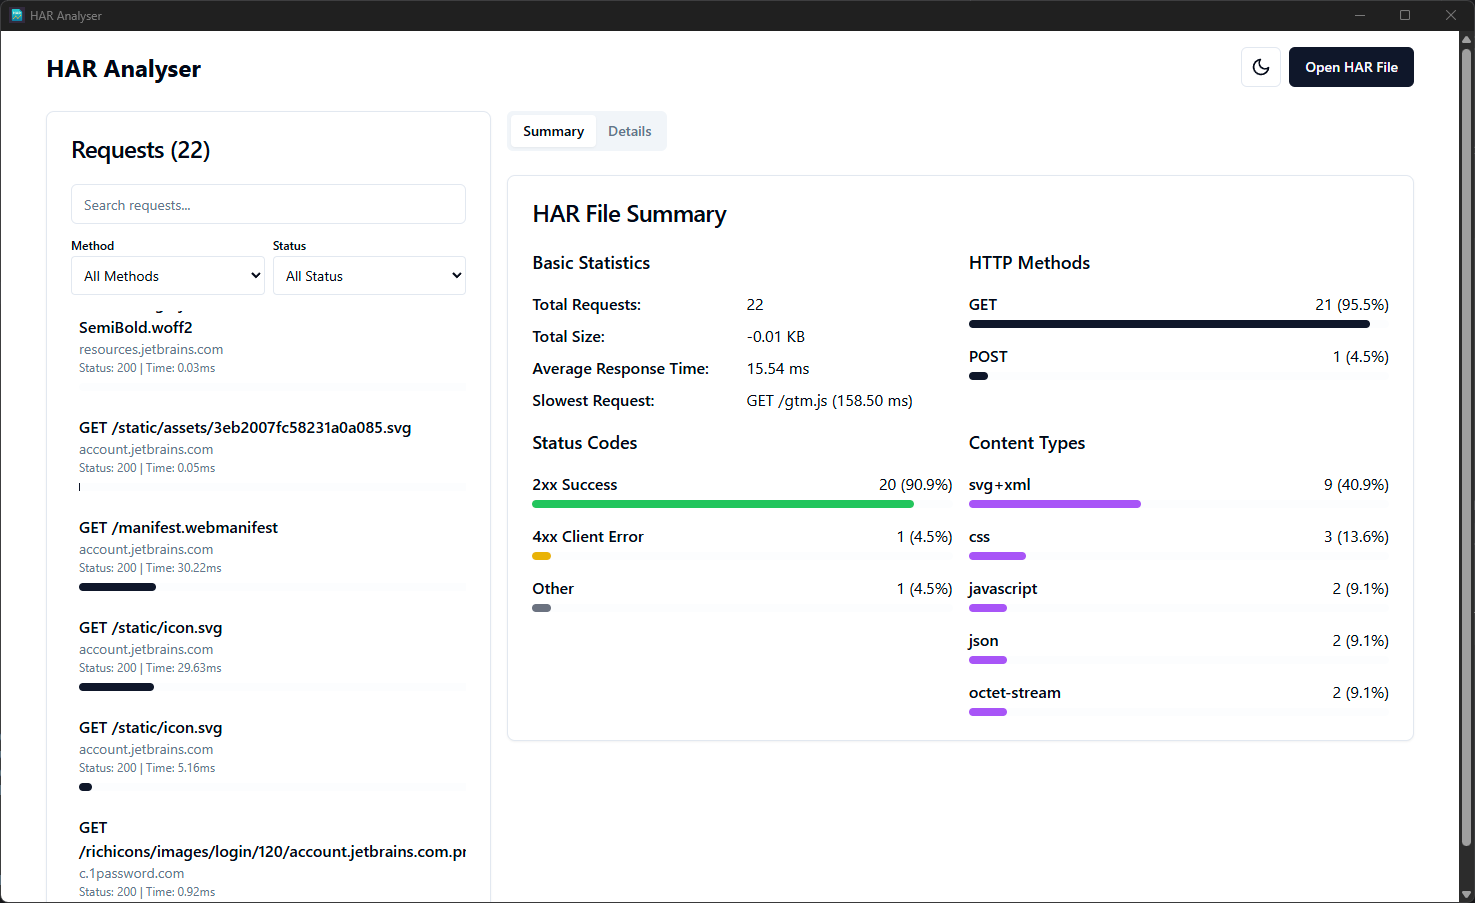 HAR Analyser
HAR Analyser
Open HAR File
Requests (22)
Search requests...
Method
Status
All Methods
All Status
SemiBold.woff2
resources.jetbrains.com
Status: 200 | Time: 0.03ms
GET /static/assets/3eb2007fc58231a0a085.svg
account.jetbrains.com
Status: 200 | Time: 0.05ms
GET /manifest.webmanifest
account.jetbrains.com
Status: 200 | Time: 30.22ms
GET /static/icon.svg
account.jetbrains.com
Status: 200 | Time: 29.63ms
GET /static/icon.svg
account.jetbrains.com
Status: 200 | Time: 5.16ms
GET
/richicons/images/login/120/account.jetbrains.com.pr
c.1password.com
Status: 200 | Time: 0.92ms
Summary
Details
HAR File Summary
Basic Statistics
Total Requests: 22
Total Size: -0.01 KB
Average Response Time: 15.54 ms
Slowest Request: GET /gtm.js (158.50 ms)
HTTP Methods
GET 21 (95.5%)
POST 1 (4.5%)
Status Codes
2xx Success 20 (90.9%)
4xx Client Error 1 (4.5%)
Other 1 (4.5%)
Content Types
svg+xml 9 (40.9%)
css 3 (13.6%)
javascript 2 (9.1%)
json 2 (9.1%)
octet-stream 2 (9.1%)